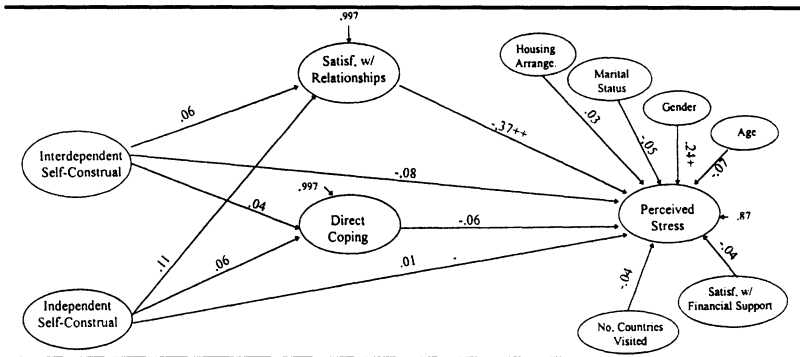 .997
Satisf. w/
Relationships
Housing
Arrange.
Marital
Status
Gender
Age
.06
-.37++
.03
-.05
.24+
-.07
Interdependent
Self-Construal
-.08
.997
.04
Direct
Coping
-.06
Perceived
Stress
.87
.11
.06
.01
-.04
-.04
Independent
Self-Construal
Satisf. w/
Financial Support
No. Countries
Visited